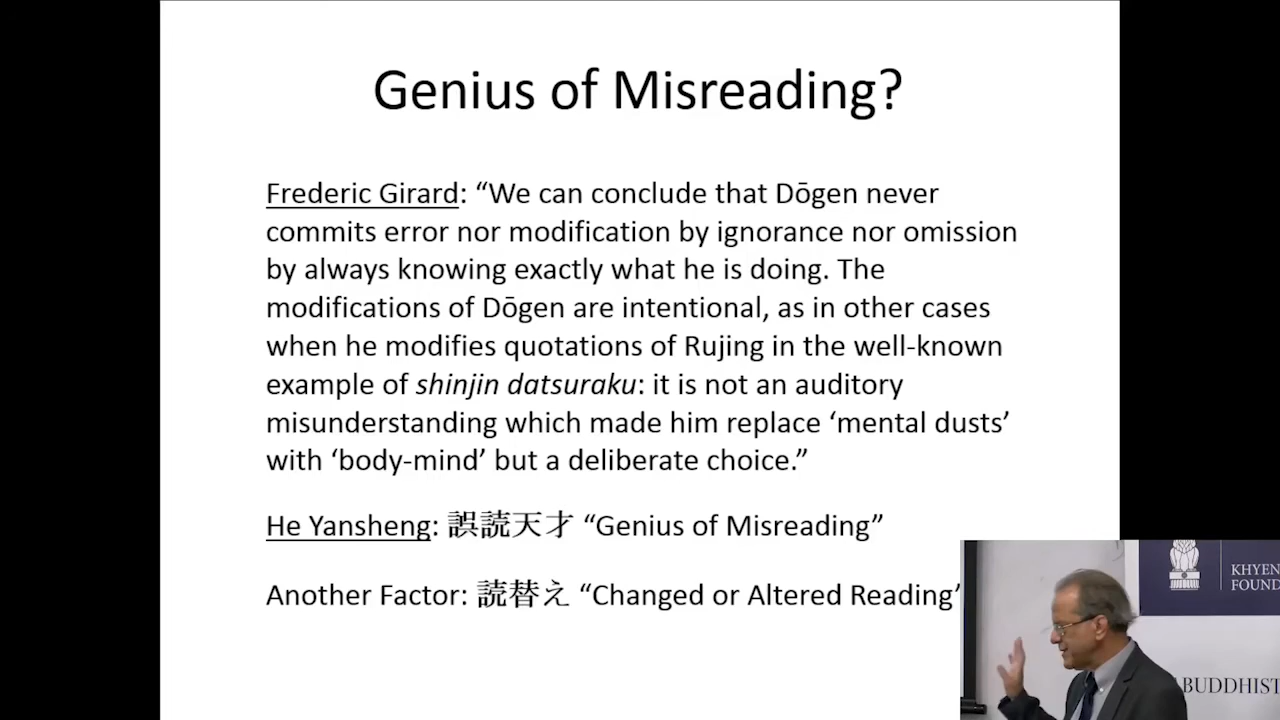 Genius of Misreading?
Frederic Girard: “We can conclude that Dōgen never
commits error nor modification by ignorance nor omission
by always knowing exactly what he is doing. The
modifications of Dōgen are intentional, as in other cases
when he modifies quotations of Rujing in the well-known
example of shinjin datsuraku: it is not an auditory
misunderstanding which made him replace ‘mental dusts’
with ‘body-mind’ but a deliberate choice.”
He Yansheng: 誤読天才 “Genius of Misreading”
Another Factor: 読替え “Changed or Altered Reading”
KHYEN
FOUND
BUDDHIST